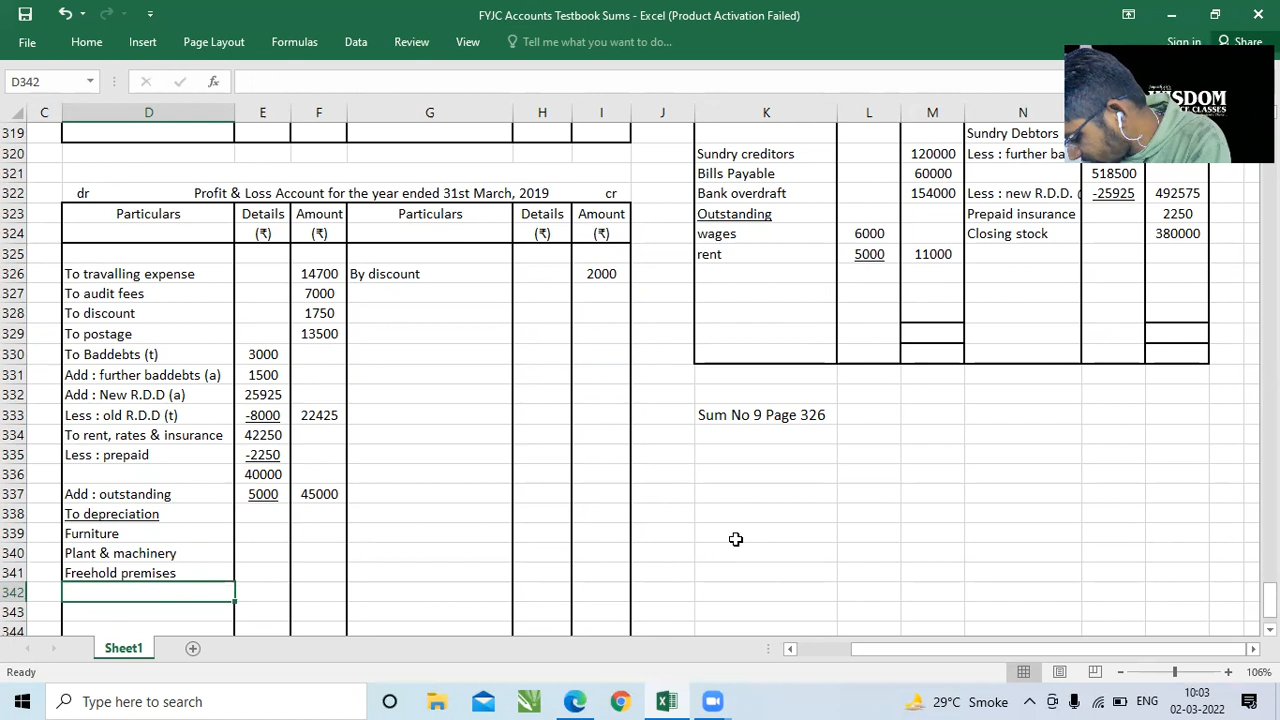 FYJC Accounts Testbook Sums - Excel (Product Activation Failed)
File Home Insert Page Layout Formulas Data Review View Tell me what you want to do... Sign in Share
D342 fx
WISDOM
C D E F G H I J K L M N
319 Sundry Debtors
320 Sundry creditors 120000 Less : further ba
321 Bills Payable 60000 518500
322 dr Profit & Loss Account for the year ended 31st March, 2019 cr Bank overdraft 154000 Less : new R.D.D. -25925 492575
323 Particulars Details Amount Particulars Details Amount Outstanding Prepaid insurance 2250
324 (₹) (₹) (₹) (₹) wages 6000 Closing stock 380000
325 rent 5000 11000
326 To travalling expense 14700 By discount 2000
327 To audit fees 7000
328 To discount 1750
329 To postage 13500
330 To Baddebts (t) 3000
331 Add : further baddebts (a) 1500
332 Add : New R.D.D (a) 25925
333 Less : old R.D.D (t) -8000 22425 Sum No 9 Page 326
334 To rent, rates & insurance 42250
335 Less : prepaid -2250
336 40000
337 Add : outstanding 5000 45000
338 To depreciation
339 Furniture
340 Plant & machinery
341 Freehold premises
342
343
344
Sheet1
Ready 106%
Type here to search 29°C Smoke ENG 10:03
02-03-2022